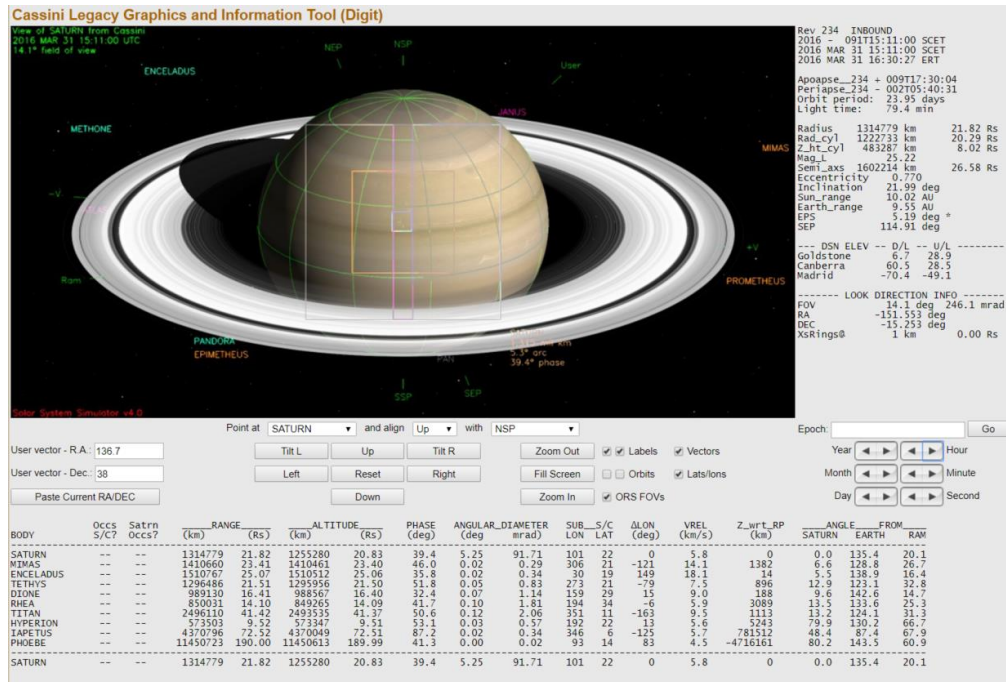 Cassini Legacy Graphics and Information Tool (Digit)
View of SATURN from Cassini
2016 MAR 31 15:11:00 UTC
14.1° field of view
NEP
NSP
User
ENCELADUS
JANUS
METHONE
MIMAS
-V
+V
Ram
PROMETHEUS
PANDORA
EPIMETHEUS
PAN
5.3° arc
39.4° phase
SSP
SEP
Solar System Simulator v4.0
Rev 234 INBOUND
2016 - 091T15:11:00 SCET
2016 MAR 31 15:11:00 SCET
2016 MAR 31 16:30:27 ERT
Apoapse__234 + 009T17:30:04
Periapse_234 - 002T05:40:31
Orbit period: 23.95 days
Light time: 79.4 min
Radius 1314779 km 21.82 Rs
Rad_cyl 1222733 km 20.29 Rs
Z_ht_cyl 483287 km 8.02 Rs
Mag_L 25.22
Semi_axs 1602214 km 26.58 Rs
Eccentricity 0.770
Inclination 21.99 deg
Sun_range 10.02 AU
Earth_range 9.55 AU
EPS 5.19 deg *
SEP 114.91 deg
--- DSN ELEV -- D/L -- U/L -------
Goldstone 6.7 28.9
Canberra 60.5 28.5
Madrid -70.4 -49.1
------- LOOK DIRECTION INFO -------
FOV 14.1 deg 246.1 mrad
RA -151.553 deg
DEC -15.253 deg
XsRings@ 1 km 0.00 Rs
Point at SATURN and align Up with NSP
Epoch: Go
User vector - R.A.: 136.7 Tilt L Up Tilt R Zoom Out Labels Vectors Year Hour
User vector - Dec.: 38 Left Reset Right Fill Screen Orbits Lats/lons Month Minute
Paste Current RA/DEC Down Zoom In ORS FOVs Day Second
Occs Satrn ____RANGE____ ____ALTITUDE____ PHASE ANGULAR_DIAMETER SUB__S/C ΔLON VREL Z_wrt_RP ____ANGLE__FROM____
BODY S/C? Occs? (km) (Rs) (km) (Rs) (deg) (deg mrad) LON LAT (deg) (km/s) (km) SATURN EARTH RAM
SATURN -- -- 1314779 21.82 1255280 20.83 39.4 5.25 91.71 101 22 0 5.8 0 0.0 135.4 20.1
MIMAS -- -- 1410660 23.41 1410461 23.40 46.0 0.02 0.29 306 21 -121 14.1 1382 6.6 128.8 26.7
ENCELADUS -- -- 1510767 25.07 1510512 25.06 35.8 0.02 0.34 30 19 149 18.1 14 5.5 138.9 16.4
TETHYS -- -- 1296486 21.51 1295956 21.50 51.8 0.05 0.83 273 21 -79 7.5 896 12.9 123.1 32.8
DIONE -- -- 989130 16.41 988567 16.40 32.4 0.07 1.14 159 29 15 9.0 188 9.6 142.6 14.7
RHEA -- -- 850031 14.10 849265 14.09 41.7 0.10 1.81 194 34 -6 5.9 3089 13.5 133.6 25.3
TITAN -- -- 2496110 41.42 2493535 41.37 50.6 0.12 2.06 351 11 -163 9.5 1113 13.2 124.1 31.3
HYPERION -- -- 573503 9.52 573347 9.51 53.1 0.03 0.57 192 22 13 5.6 5243 79.9 130.2 66.7
IAPETUS -- -- 4370796 72.52 4370049 72.51 87.2 0.02 0.34 346 6 -125 5.7 781512 48.4 87.4 67.9
PHOEBE -- -- 11450723 190.00 11450613 189.99 41.3 0.00 0.02 93 14 83 4.5 -4716161 80.2 143.5 60.9
SATURN -- -- 1314779 21.82 1255280 20.83 39.4 5.25 91.71 101 22 0 5.8 0 0.0 135.4 20.1